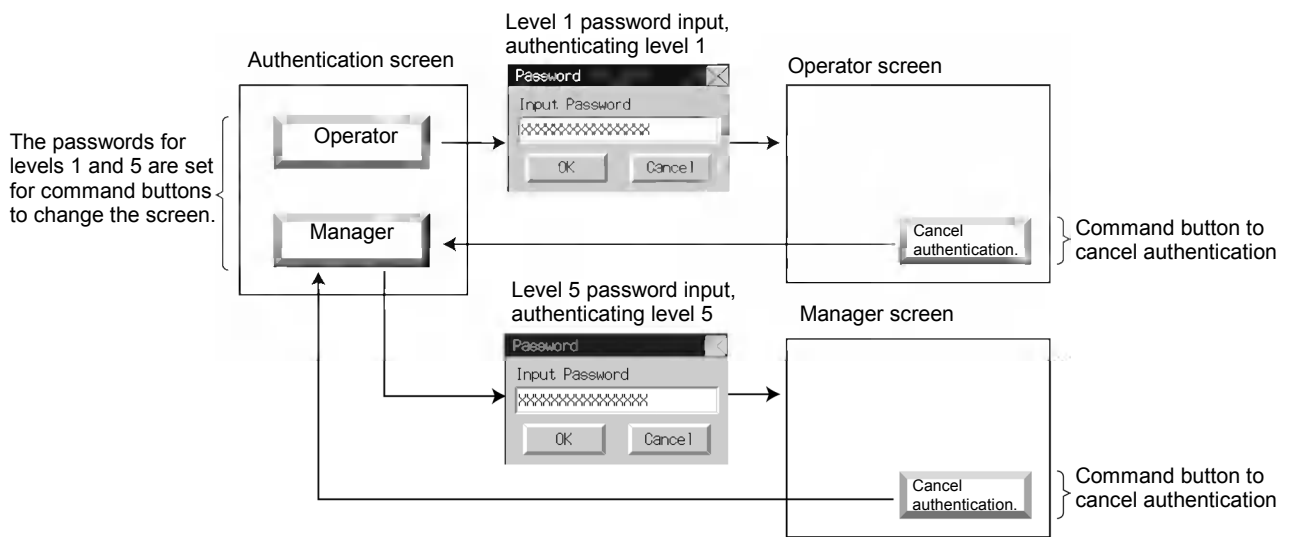 Level 1 password input,
authenticating level 1
Authentication screen
Password
Input Password
XXXXXXXXXXXXXXX
OK
Cancel
Operator screen
The passwords for
levels 1 and 5 are set
for command buttons
to change the screen.
Operator
Manager
Cancel
authentication.
Command button to
cancel authentication
Level 5 password input,
authenticating level 5
Password
Input Password
XXXXXXXXXXXXXXX
OK
Cancel
Manager screen
Cancel
authentication.
Command button to
cancel authentication